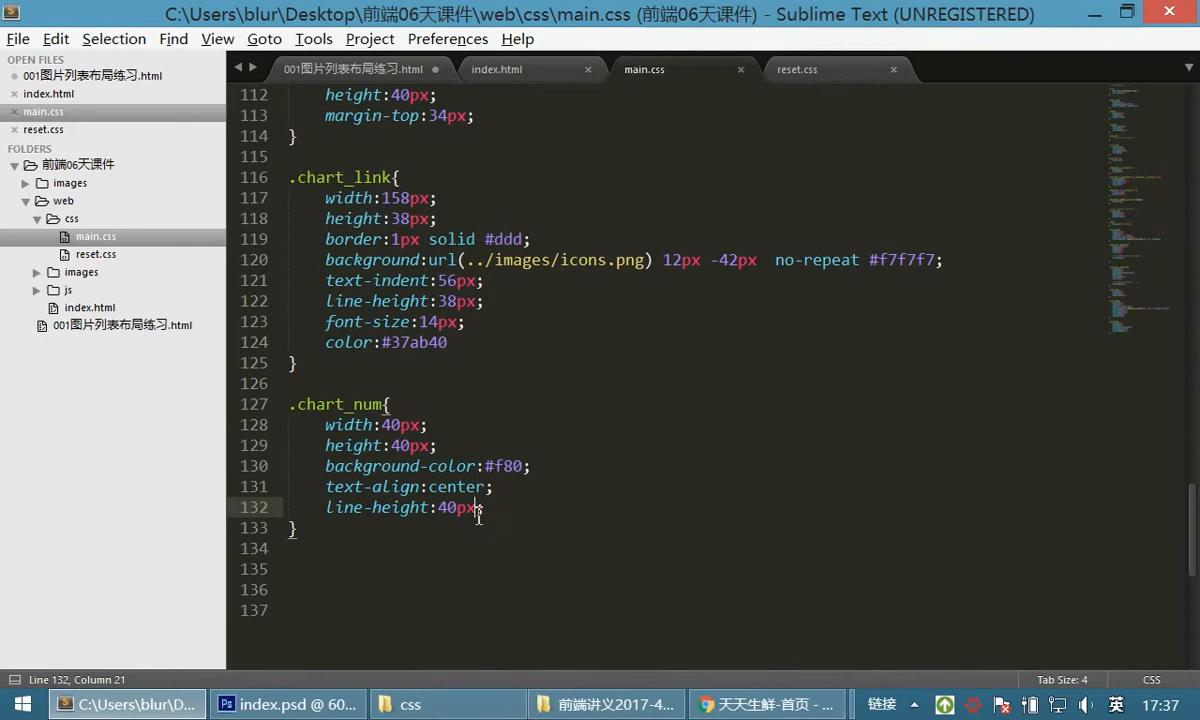 C:\Users\blur\Desktop\前端06天课件\web\css\main.css (前端06天课件) - Sublime Text (UNREGISTERED)
File Edit Selection Find View Goto Tools Project Preferences Help
OPEN FILES
001图片列表布局练习.html
index.html
main.css
reset.css
FOLDERS
前端06天课件
images
web
css
main.css
reset.css
images
js
index.html
001图片列表布局练习.html
001图片列表布局练习.html index.html main.css reset.css
112 height:40px;
113 margin-top:34px;
114 }
115
116 .chart_link{
117 width:158px;
118 height:38px;
119 border:1px solid #ddd;
120 background:url(../images/icons.png) 12px -42px  no-repeat #f7f7f7;
121 text-indent:56px;
122 line-height:38px;
123 font-size:14px;
124 color:#37ab40
125 }
126
127 .chart_num{
128 width:40px;
129 height:40px;
130 background-color:#f80;
131 text-align:center;
132 line-height:40px;
133 }
134
135
136
137
Line 132, Column 21 Tab Size: 4 CSS
C:\Users\blur\D... index.psd @ 60... css 前端讲义2017-4... 天天生鲜-首页 - ... 链接 英 17:37